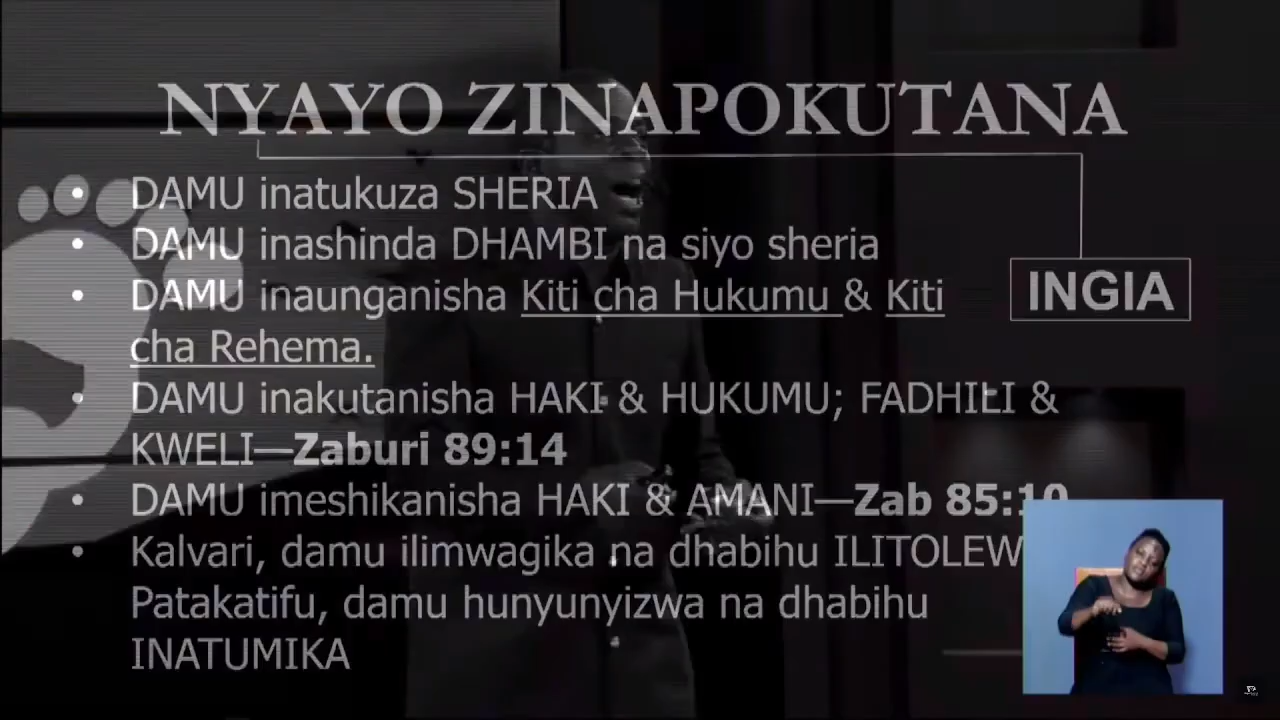 NYAYO ZINAPOKUTANA
• DAMU inatukuza SHERIA
• DAMU inashinda DHAMBI na siyo sheria
• DAMU inaunganisha Kiti cha Hukumu & Kiti
cha Rehema.
INGIA
• DAMU inakutanisha HAKI & HUKUMU; FADHILI &
KWELI—Zaburi 89:14
• DAMU imeshikanisha HAKI & AMANI—Zab 85:10
• Kalvari, damu ilimwagika na dhabihu ILITOLEW
Patakatifu, damu hunyunyizwa na dhabihu
INATUMIKA